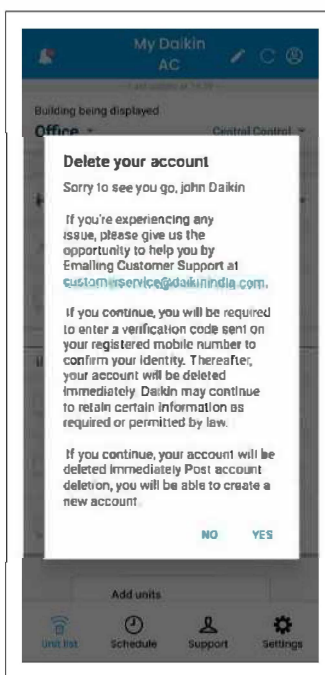 My Daikin
AC
Building being displayed
Office
Central Control
Delete your account
Sorry to see you go, john Daikin
If you're experiencing any
issue, please give us the
opportunity to help you by
Emailing Customer Support at
customerservice@daikinindia.com.
If you continue, you will be required
to enter a verification code sent on
your registered mobile number to
confirm your identity. Thereafter,
your account will be deleted
immediately. Daikin may continue
to retain certain information as
required or permitted by law.
If you continue, your account will be
deleted immediately Post account
deletion, you will be able to create a
new account
NO YES
Add units
Unit list Schedule Support Settings